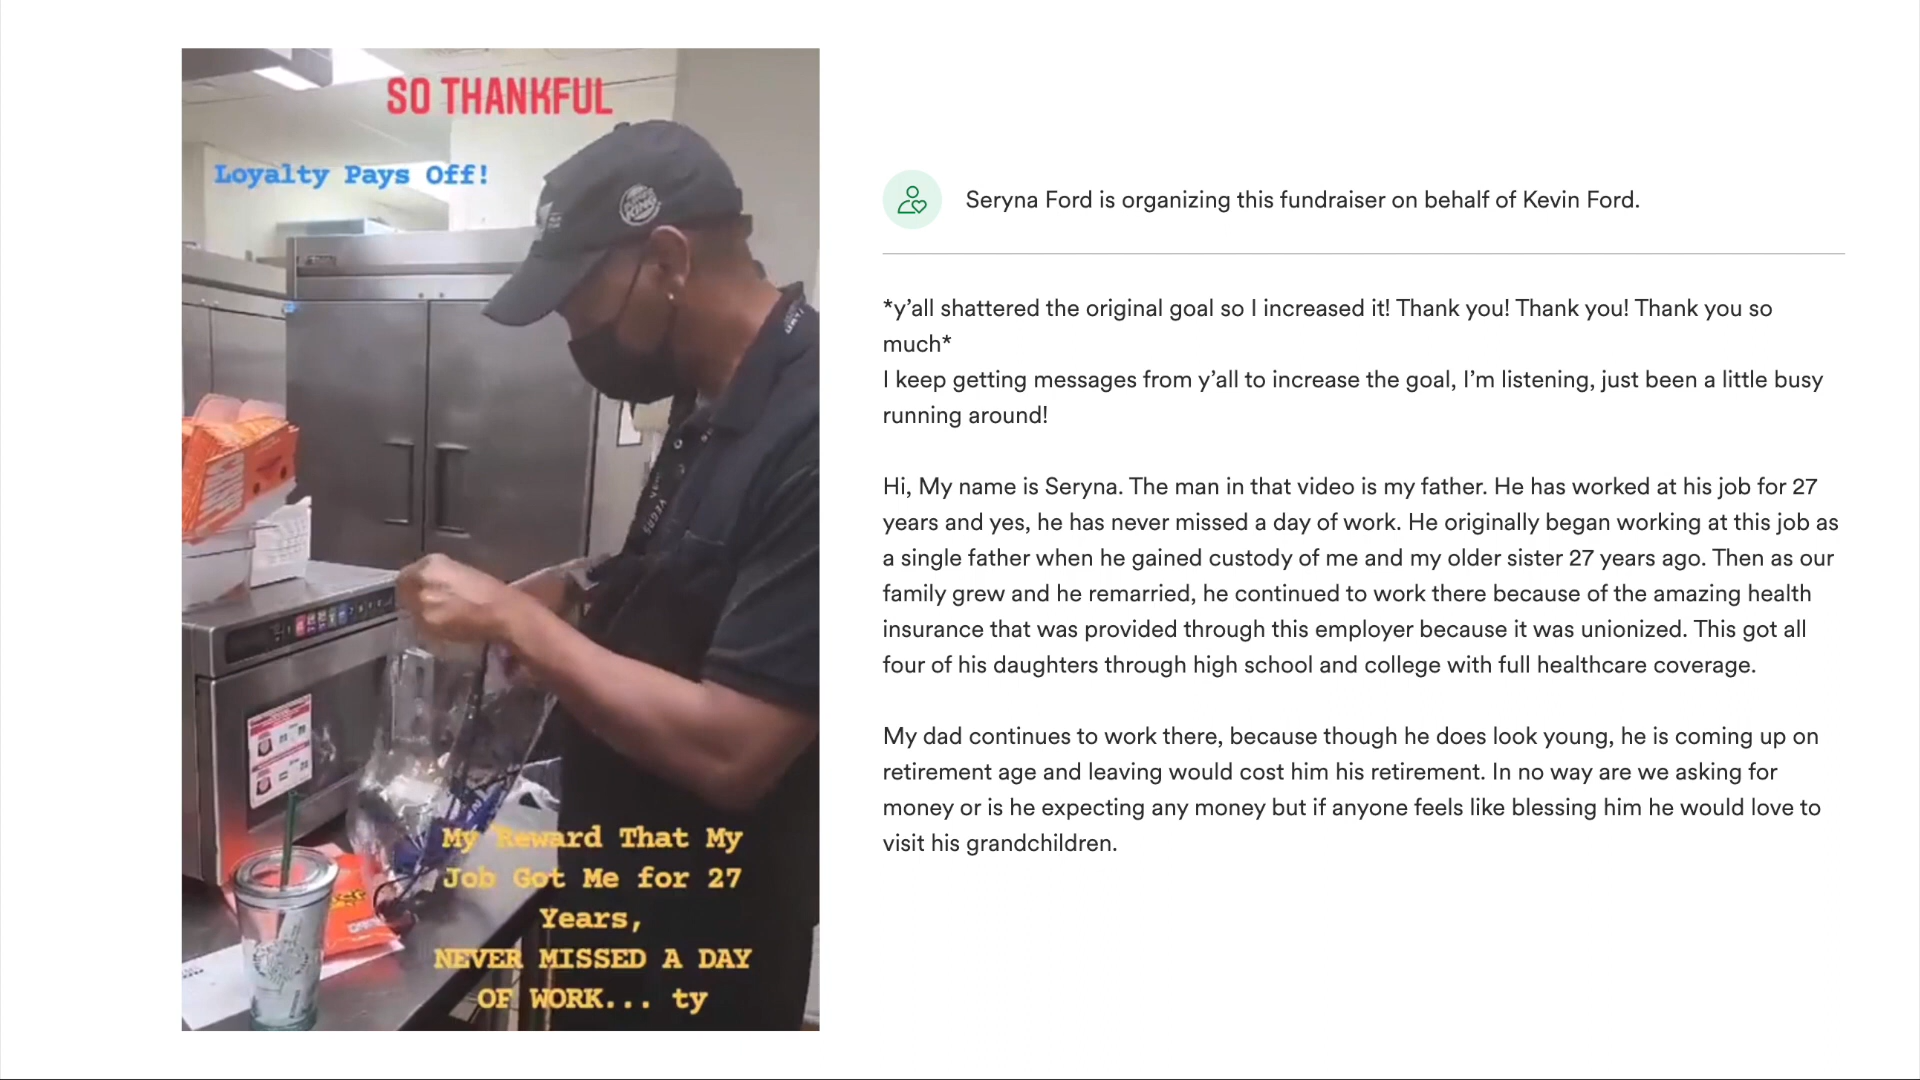 SO THANKFUL
Loyalty Pays Off!
BURGER
KING
My Reward That My
Job Got Me for 27
Years,
NEVER MISSED A DAY
OF WORK... ty
Seryna Ford is organizing this fundraiser on behalf of Kevin Ford.
*y’all shattered the original goal so I increased it! Thank you! Thank you! Thank you so
much*
I keep getting messages from y’all to increase the goal, I’m listening, just been a little busy
running around!
Hi, My name is Seryna. The man in that video is my father. He has worked at his job for 27
years and yes, he has never missed a day of work. He originally began working at this job as
a single father when he gained custody of me and my older sister 27 years ago. Then as our
family grew and he remarried, he continued to work there because of the amazing health
insurance that was provided through this employer because it was unionized. This got all
four of his daughters through high school and college with full healthcare coverage.
My dad continues to work there, because though he does look young, he is coming up on
retirement age and leaving would cost him his retirement. In no way are we asking for
money or is he expecting any money but if anyone feels like blessing him he would love to
visit his grandchildren.